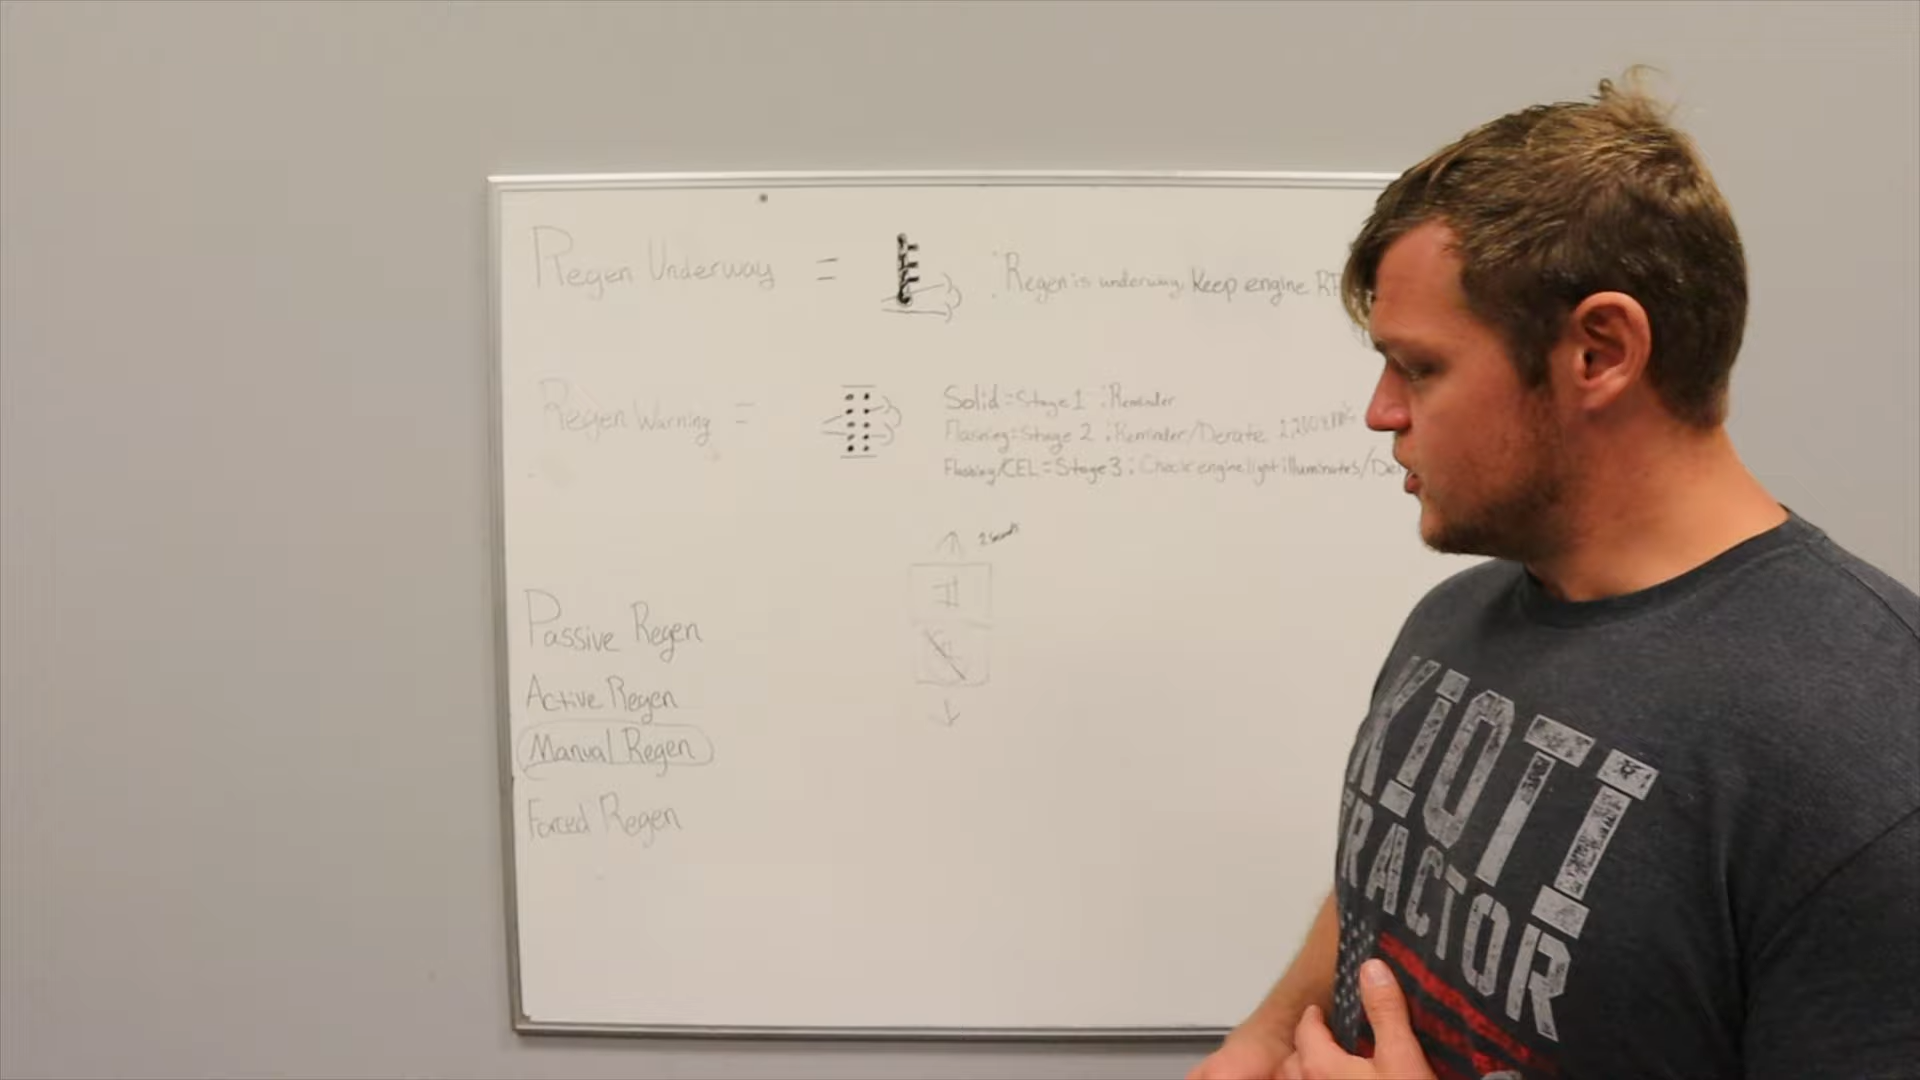 Regen Underway = : Regen is underway. Keep engine RP
Regen Warning =
Solid = Stage 1 : Reminder
Flashing = Stage 2 : Reminder/Derate
Flashing/CEL = Stage 3 : Check engine light illuminates/De
2 seconds
Passive Regen
Active Regen
Manual Regen
Forced Regen
KIOTI
TRACTOR